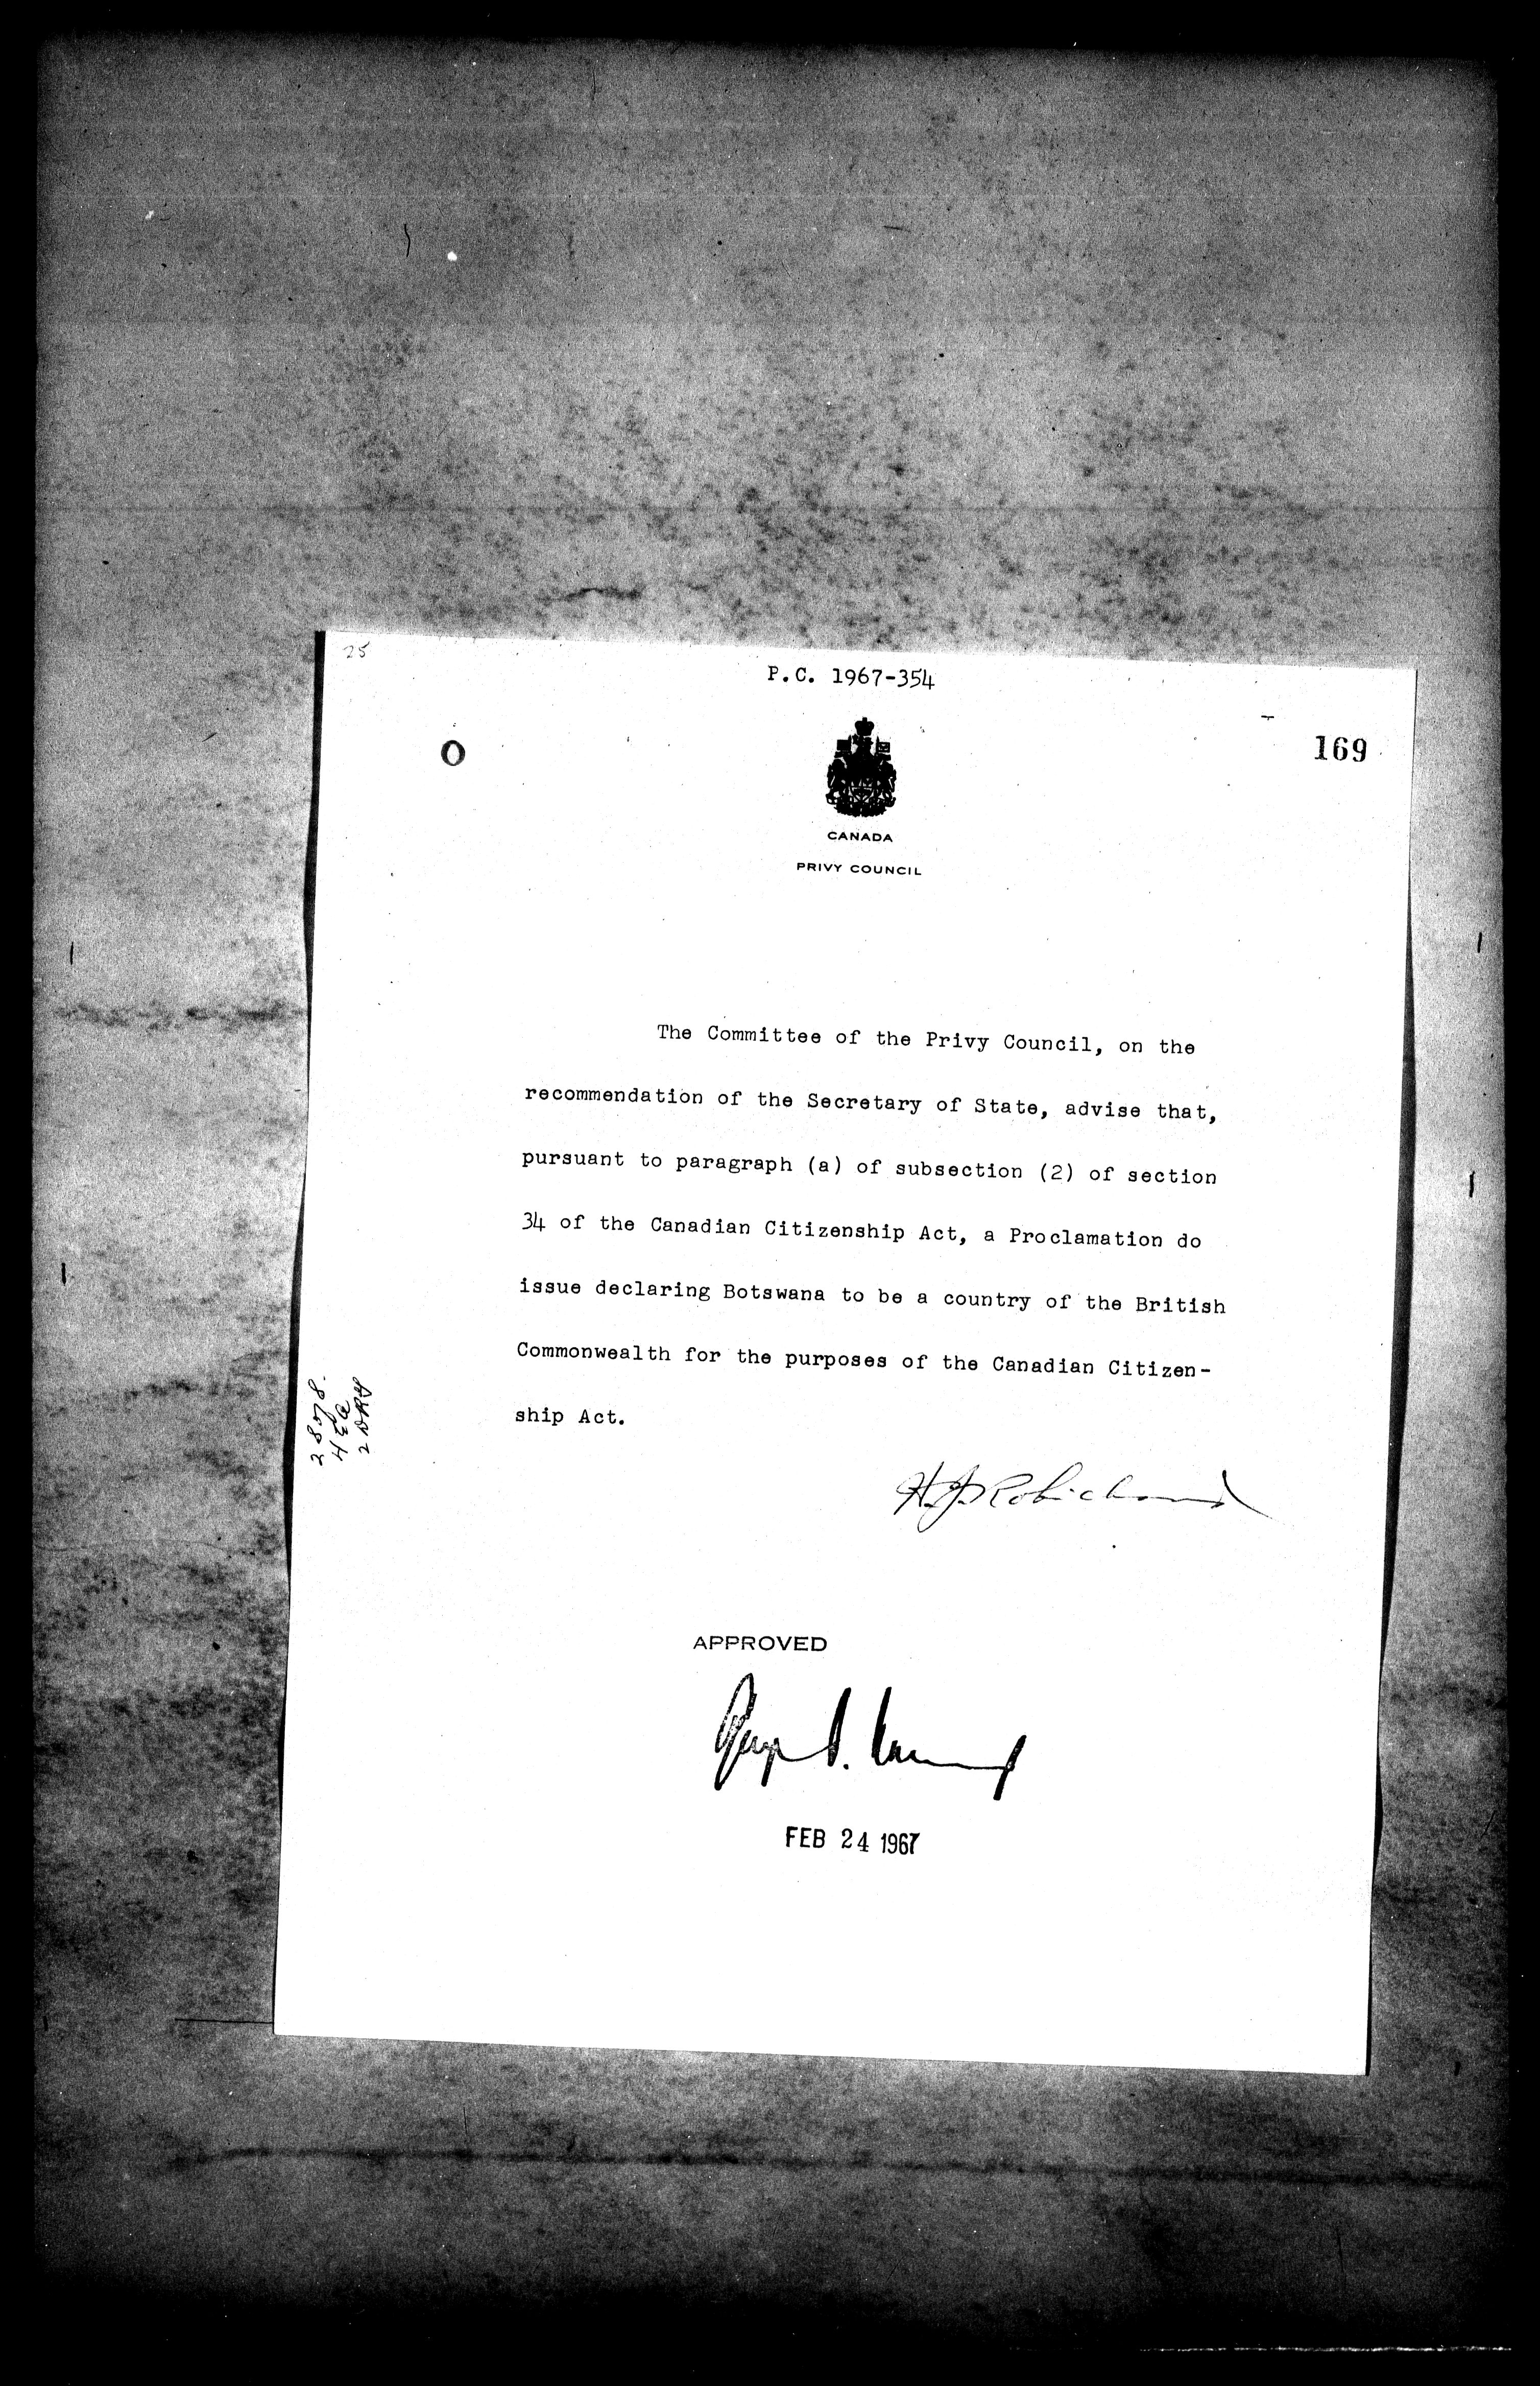 25
P.C. 1967-354
O
169
CANADA
PRIVY COUNCIL
The Committee of the Privy Council, on the
recommendation of the Secretary of State, advise that,
pursuant to paragraph (a) of subsection (2) of section
34 of the Canadian Citizenship Act, a Proclamation do
issue declaring Botswana to be a country of the British
Commonwealth for the purposes of the Canadian Citizen-
ship Act.
H.J. Robichaud
APPROVED
FEB 24 1967